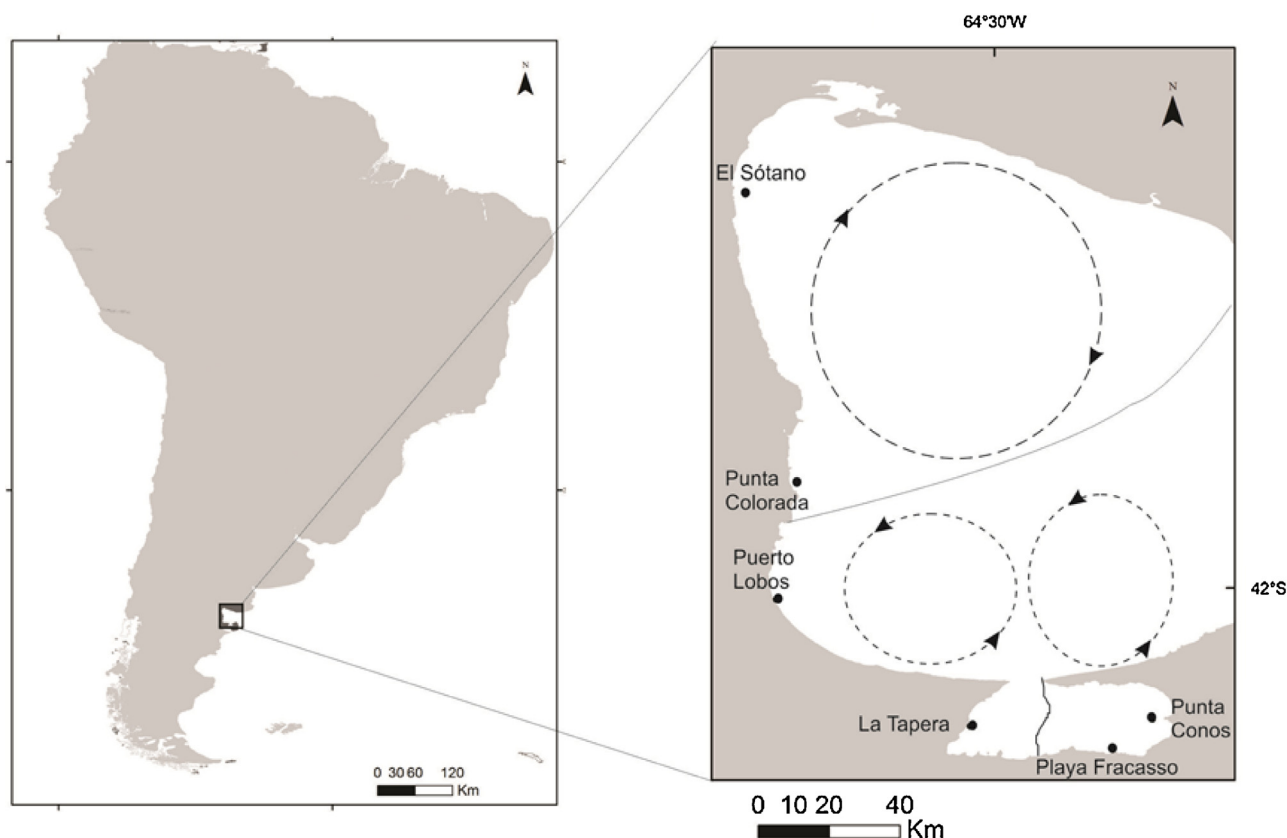 64°30'W
N
N
El Sótano
Punta
Colorada
Puerto
Lobos
42°S
La Tapera
Punta
Conos
Playa Fracasso
0 30 60 120
Km
0 10 20 40
Km